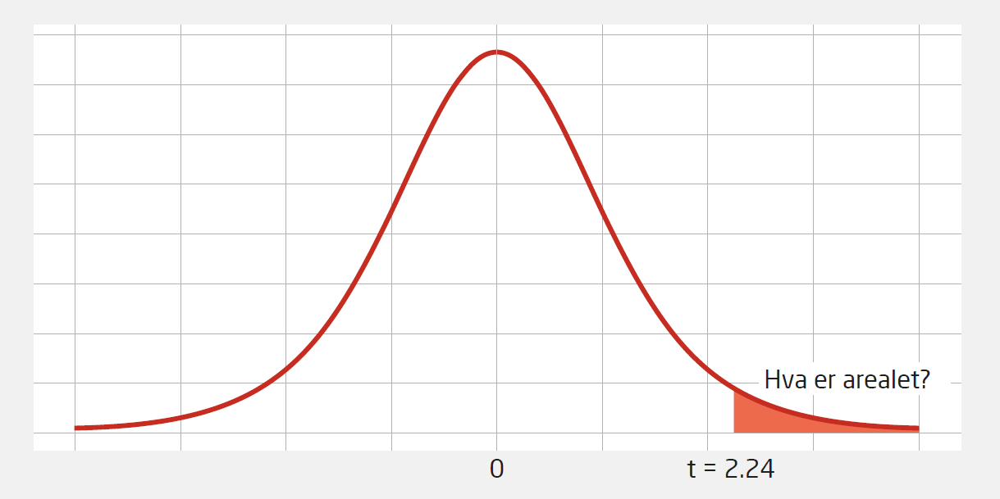 Hva er arealet?
0
t = 2.24